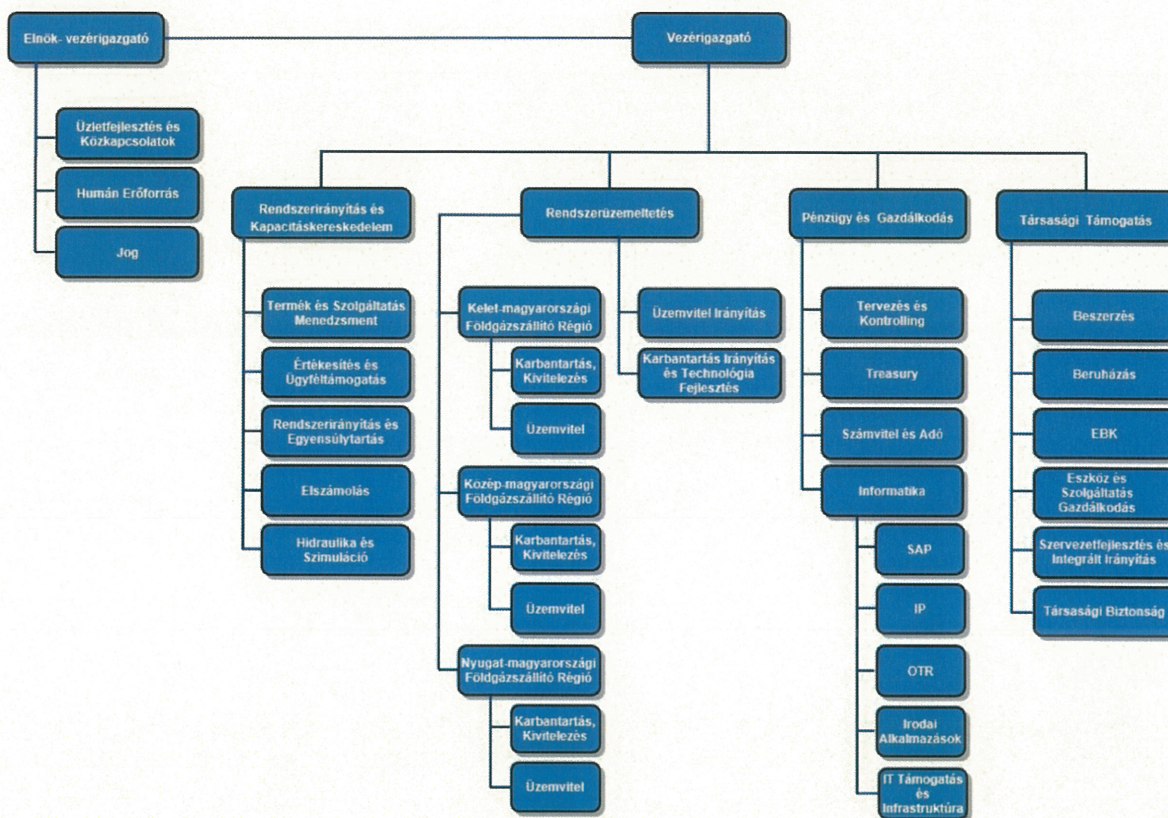 Elnök- vezérigazgató
Vezérigazgató
Üzletfejlesztés és
Közkapcsolatok
Humán Erőforrás
Jog
Rendszerirányítás és
Kapacitáskereskedelem
Termék és Szolgáltatás
Menedzsment
Értékesítés és
Ügyféltámogatás
Rendszerirányítás és
Egyensúlytartás
Elszámolás
Hidraulika és
Szimuláció
Rendszerüzemeltetés
Kelet-magyarországi
Földgázszállító Régió
Karbantartás,
Kivitelezés
Üzemvitel
Közép-magyarországi
Földgázszállító Régió
Karbantartás,
Kivitelezés
Üzemvitel
Nyugat-magyarországi
Földgázszállító Régió
Karbantartás,
Kivitelezés
Üzemvitel
Üzemvitel Irányítás
Karbantartás Irányítás
és Technológia
Fejlesztés
Pénzügy és Gazdálkodás
Tervezés és
Kontrolling
Treasury
Számvitel és Adó
Informatika
SAP
IP
OTR
Irodai
Alkalmazások
IT Támogatás
és
Infrastruktúra
Társasági Támogatás
Beszerzés
Beruházás
EBK
Eszköz és
Szolgáltatás
Gazdálkodás
Szervezetfejlesztés és
Integrált Irányítás
Társasági Biztonság